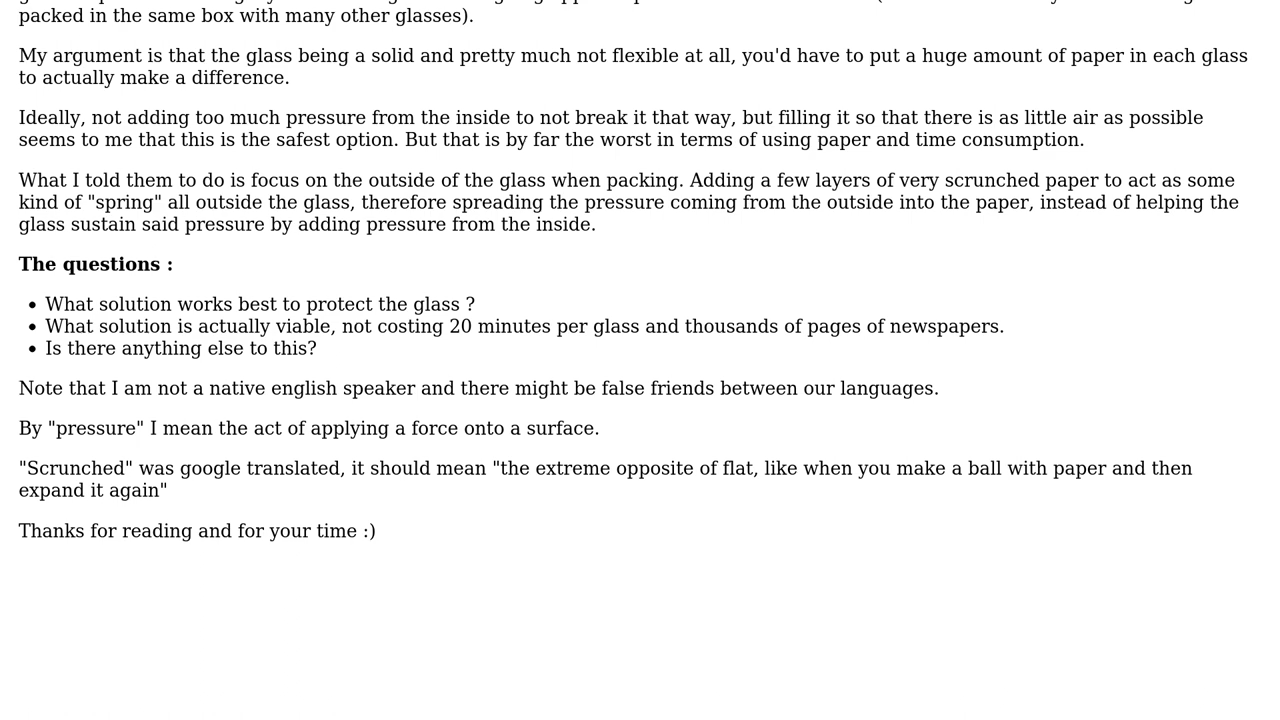 packed in the same box with many other glasses).
My argument is that the glass being a solid and pretty much not flexible at all, you'd have to put a huge amount of paper in each glass
to actually make a difference.
Ideally, not adding too much pressure from the inside to not break it that way, but filling it so that there is as little air as possible
seems to me that this is the safest option. But that is by far the worst in terms of using paper and time consumption.
What I told them to do is focus on the outside of the glass when packing. Adding a few layers of very scrunched paper to act as some
kind of "spring" all outside the glass, therefore spreading the pressure coming from the outside into the paper, instead of helping the
glass sustain said pressure by adding pressure from the inside.
The questions :
• What solution works best to protect the glass ?
• What solution is actually viable, not costing 20 minutes per glass and thousands of pages of newspapers.
• Is there anything else to this?
Note that I am not a native english speaker and there might be false friends between our languages.
By "pressure" I mean the act of applying a force onto a surface.
"Scrunched" was google translated, it should mean "the extreme opposite of flat, like when you make a ball with paper and then
expand it again"
Thanks for reading and for your time :)